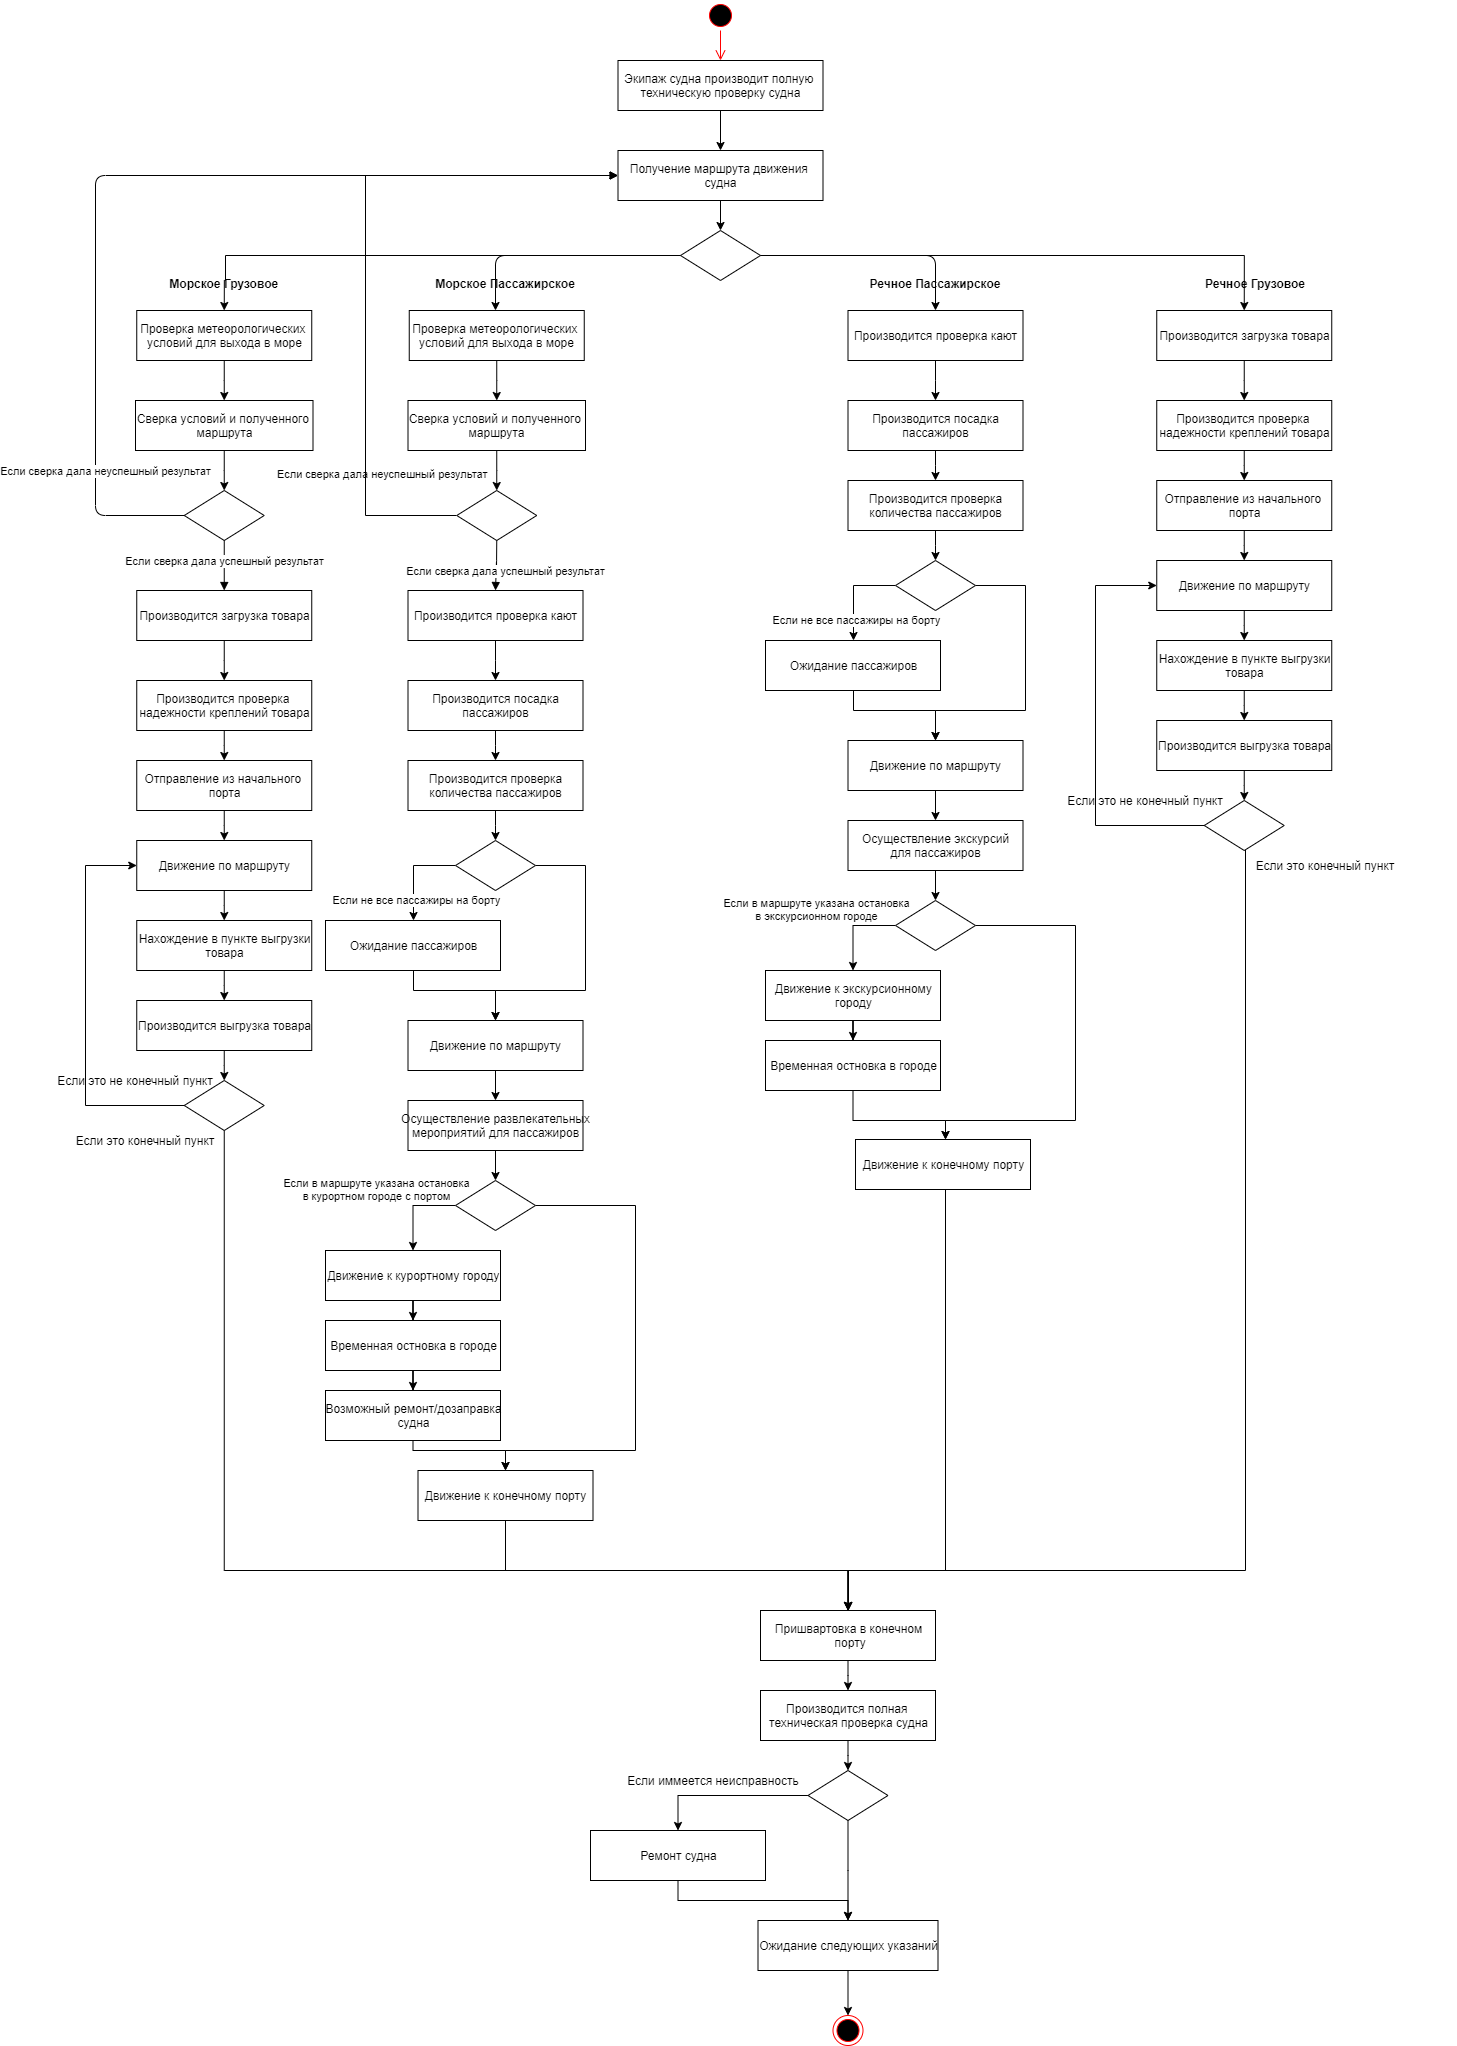 Экипаж судна производит полную
техническую проверку судна
Получение маршрута движения
судна
Морское Грузовое
Морское Пассажирское
Речное Пассажирское
Речное Грузовое
Проверка метеорологических
условий для выхода в море
Сверка условий и полученного
маршрута
Если сверка дала неуспешный результат
Если сверка дала успешный результат
Производится загрузка товара
Производится проверка
надежности креплений товара
Отправление из начального
порта
Движение по маршруту
Нахождение в пункте выгрузки
товара
Производится выгрузка товара
Если это не конечный пункт
Если это конечный пункт
Проверка метеорологических
условий для выхода в море
Сверка условий и полученного
маршрута
Если сверка дала неуспешный результат
Если сверка дала успешный результат
Производится проверка кают
Производится посадка
пассажиров
Производится проверка
количества пассажиров
Если не все пассажиры на борту
Ожидание пассажиров
Движение по маршруту
Осуществление развлекательных
мероприятий для пассажиров
Если в маршруте указана остановка
в курортном городе с портом
Движение к курортному городу
Временная остновка в городе
Возможный ремонт/дозаправка
судна
Движение к конечному порту
Производится проверка кают
Производится посадка
пассажиров
Производится проверка
количества пассажиров
Если не все пассажиры на борту
Ожидание пассажиров
Движение по маршруту
Осуществление экскурсий
для пассажиров
Если в маршруте указана остановка
в экскурсионном городе
Движение к экскурсионному
городу
Временная остновка в городе
Движение к конечному порту
Производится загрузка товара
Производится проверка
надежности креплений товара
Отправление из начального
порта
Движение по маршруту
Нахождение в пункте выгрузки
товара
Производится выгрузка товара
Если это не конечный пункт
Если это конечный пункт
Пришвартовка в конечном
порту
Производится полная
техническая проверка судна
Если иммеется неисправность
Ремонт судна
Ожидание следующих указаний